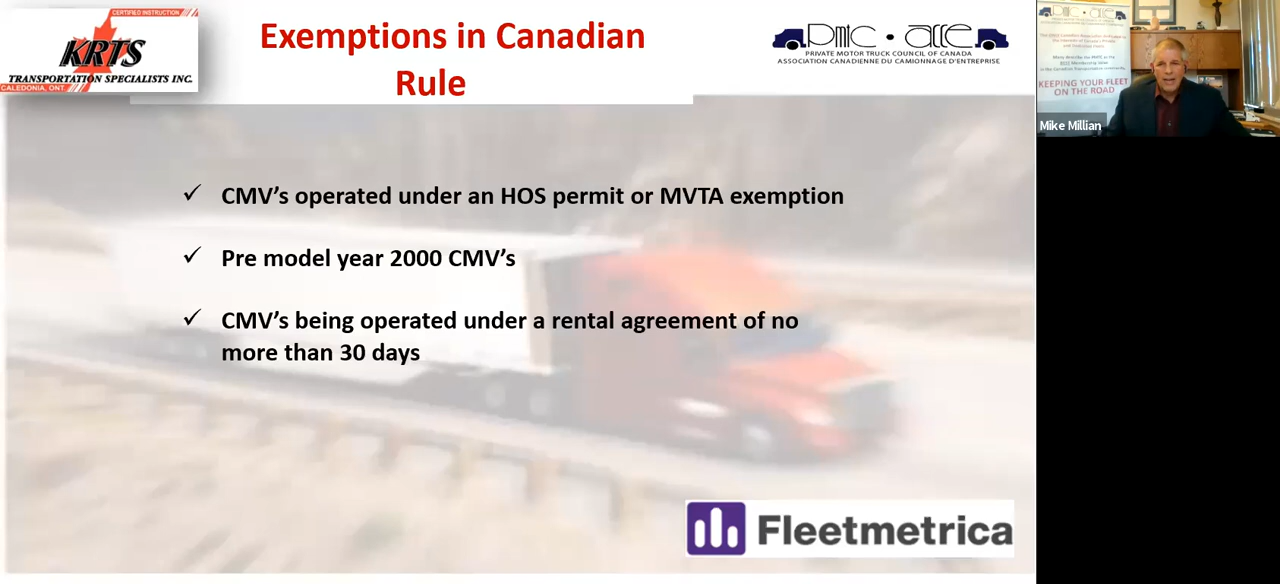 CERTIFIED INSTRUCTION
KRTS
TRANSPORTATION SPECIALISTS INC.
CALEDONIA, ONT.
Exemptions in Canadian
Rule
PMTC • ACCE
PRIVATE MOTOR TRUCK COUNCIL OF CANADA
ASSOCIATION CANADIENNE DU CAMIONNAGE D'ENTREPRISE
✓ CMV’s operated under an HOS permit or MVTA exemption
✓ Pre model year 2000 CMV’s
✓ CMV’s being operated under a rental agreement of no
more than 30 days
Fleetmetrica
KEEPING YOUR FLEET
ON THE ROAD
Mike Millian